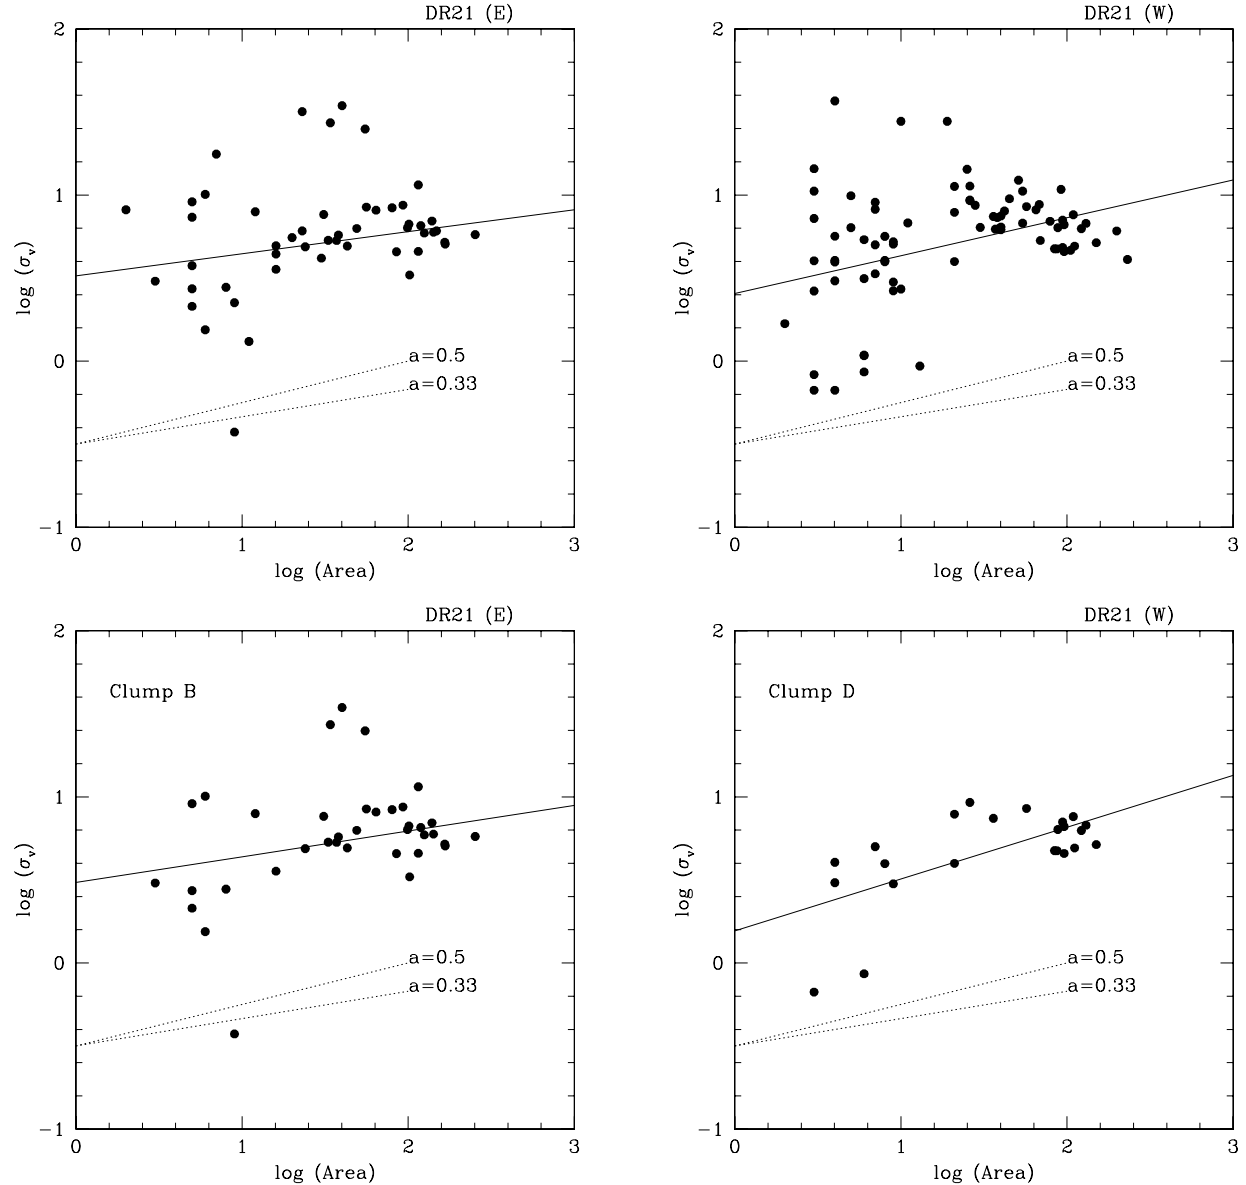 DR21 (E)
2
1
0
−1
log (σv)
a=0.5
a=0.33
0 1 2 3
log (Area)
DR21 (W)
2
1
0
−1
log (σv)
a=0.5
a=0.33
0 1 2 3
log (Area)
DR21 (E)
2
Clump B
1
0
−1
log (σv)
a=0.5
a=0.33
0 1 2 3
log (Area)
DR21 (W)
2
Clump D
1
0
−1
log (σv)
a=0.5
a=0.33
0 1 2 3
log (Area)